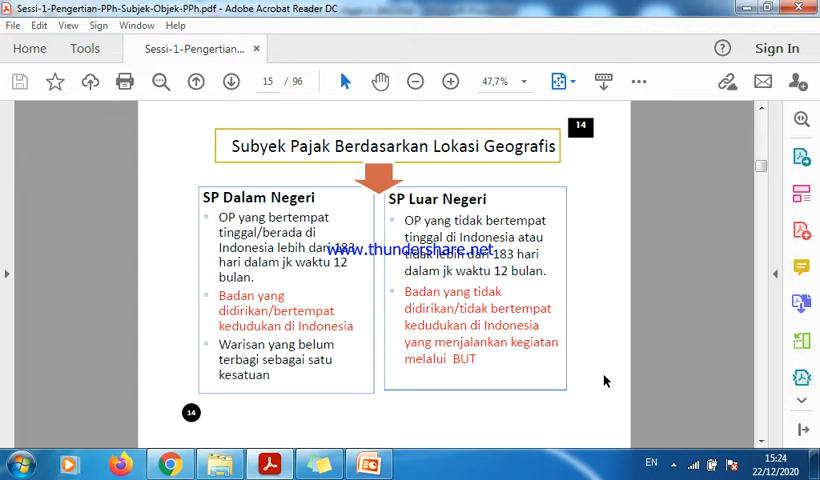 Sessi-1-Pengertian-PPh-Subjek-Objek-PPh.pdf - Adobe Acrobat Reader DC
File Edit View Sign Window Help
Home Tools Sessi-1-Pengertian... × ? Sign In
15 / 96 47,7%
14
Subyek Pajak Berdasarkan Lokasi Geografis
SP Dalam Negeri
OP yang bertempat
tinggal/berada di
Indonesia lebih dari 183
hari dalam jk waktu 12
bulan.
Badan yang
didirikan/bertempat
kedudukan di Indonesia
Warisan yang belum
terbagi sebagai satu
kesatuan
SP Luar Negeri
OP yang tidak bertempat
tinggal di Indonesia atau
tidak lebih dari 183 hari
dalam jk waktu 12 bulan.
Badan yang tidak
didirikan/tidak bertempat
kedudukan di Indonesia
yang menjalankan kegiatan
melalui BUT
www.thundershare.net
14
EN 15:24
22/12/2020